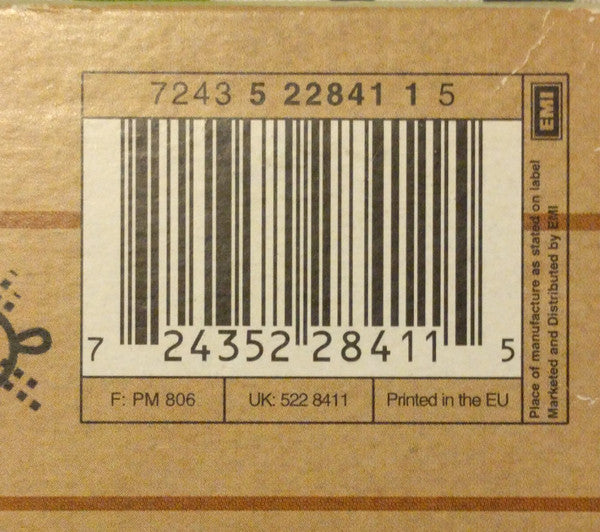 7243 5 22841 1 5
7 24352 28411 5
F: PM 806
UK: 522 8411
Printed in the EU
EMI
Place of manufacture as stated on label
Marketed and Distributed by EMI